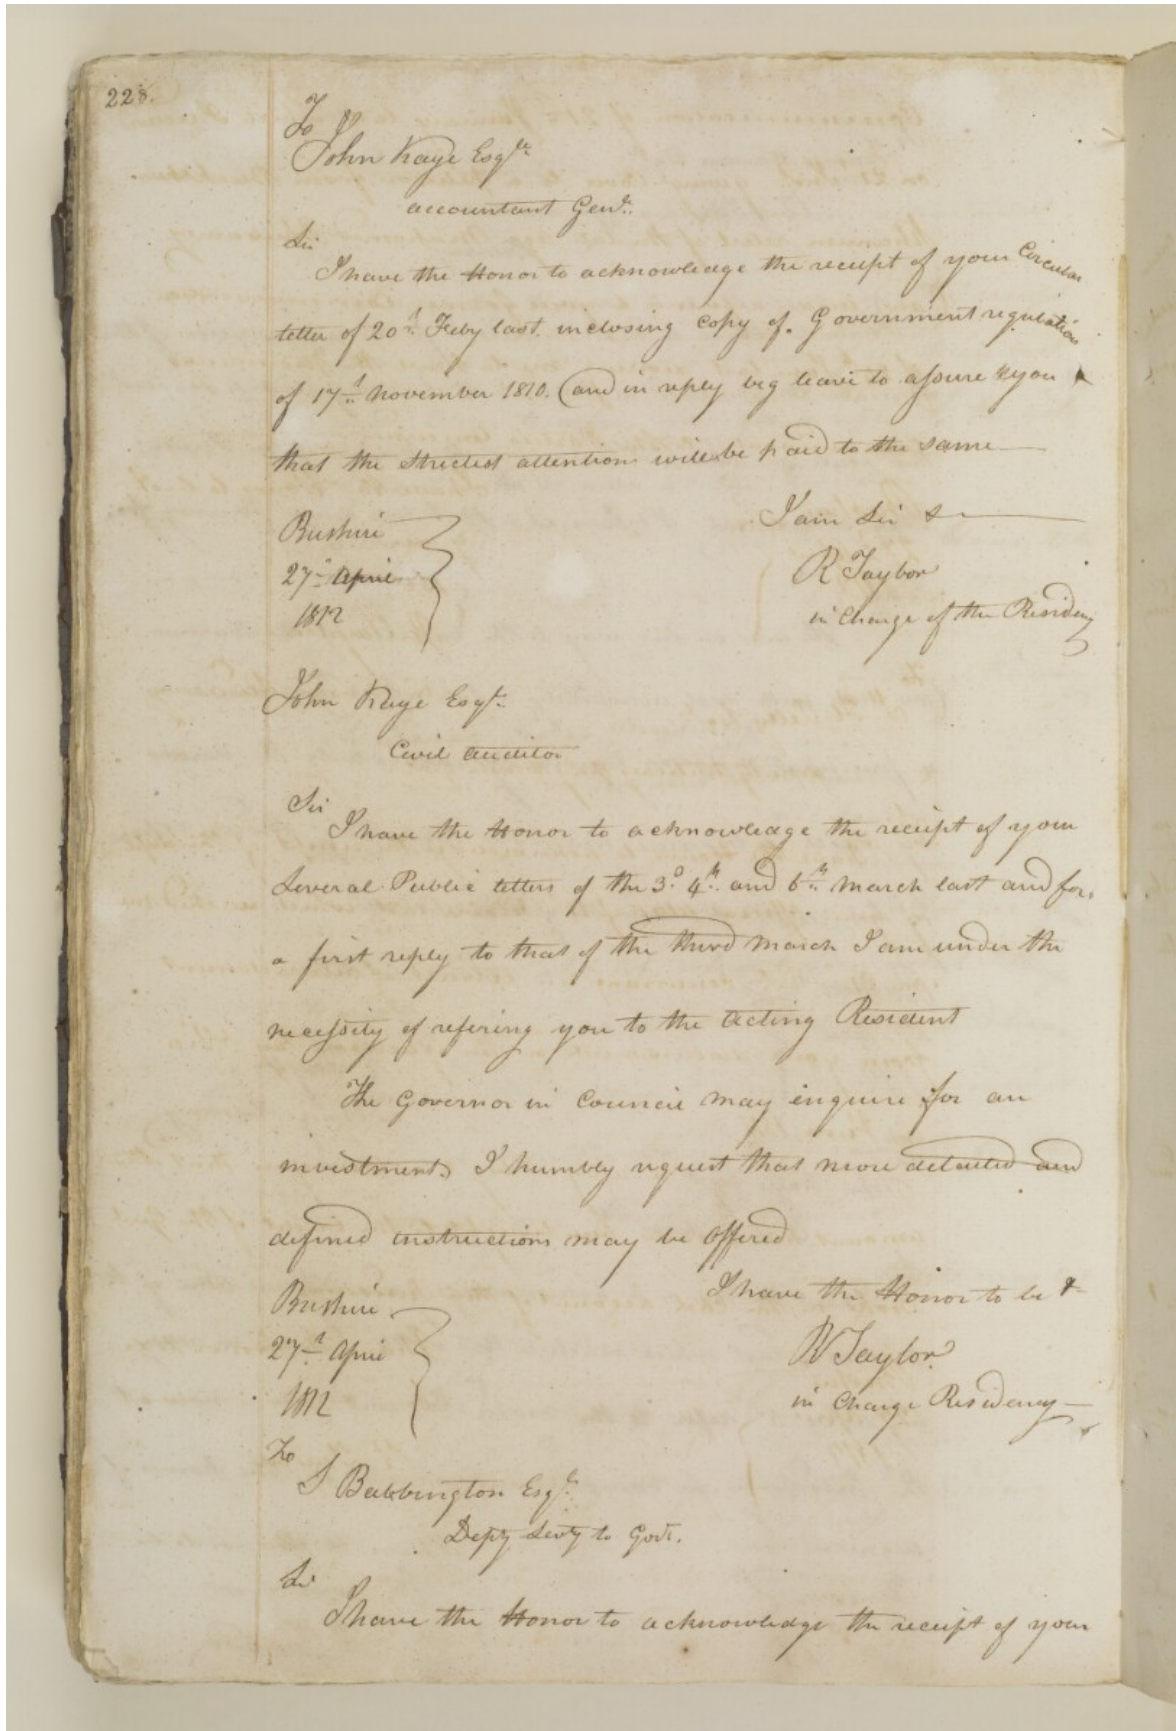 228.
To
John Kaye Esqre
accountant Genl.
Sir
I have the Honor to acknowledge the receipt of your Circular
letter of 20th Feby last. inclosing Copy of. Government regulation
of 17th November 1810. and in reply beg leave to assure you
that the strictest attention will be paid to the same
I am Sir &
Bushire
27th April
1812
R Taylor
in Charge of the Residency
John Kaye Esqr
Civil Auditor
Sir
I have the Honor to acknowledge the receipt of your
Several Public letters of the 3d 4th and 6th March last and for
a first reply to that of the third March I am under the
necessity of refering you to the Acting Resident
The Governor in Council may enquire for an
investment. I humbly request that more detailed and
defined instructions may be offered
I have the Honor to be &
Bushire
27th April
1812
R Taylor
in Charge Residency
To
S Babbington Esqr
Depty Secty to Govt.
Sir
I have the Honor to acknowledge the receipt of your